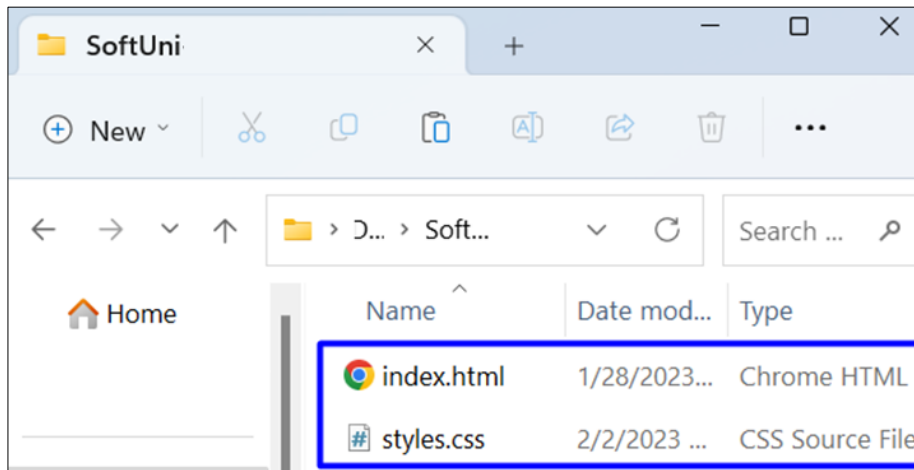 SoftUni
New
D... Soft...
Search ...
Home
Name Date mod... Type
index.html 1/28/2023... Chrome HTML
styles.css 2/2/2023 ... CSS Source File